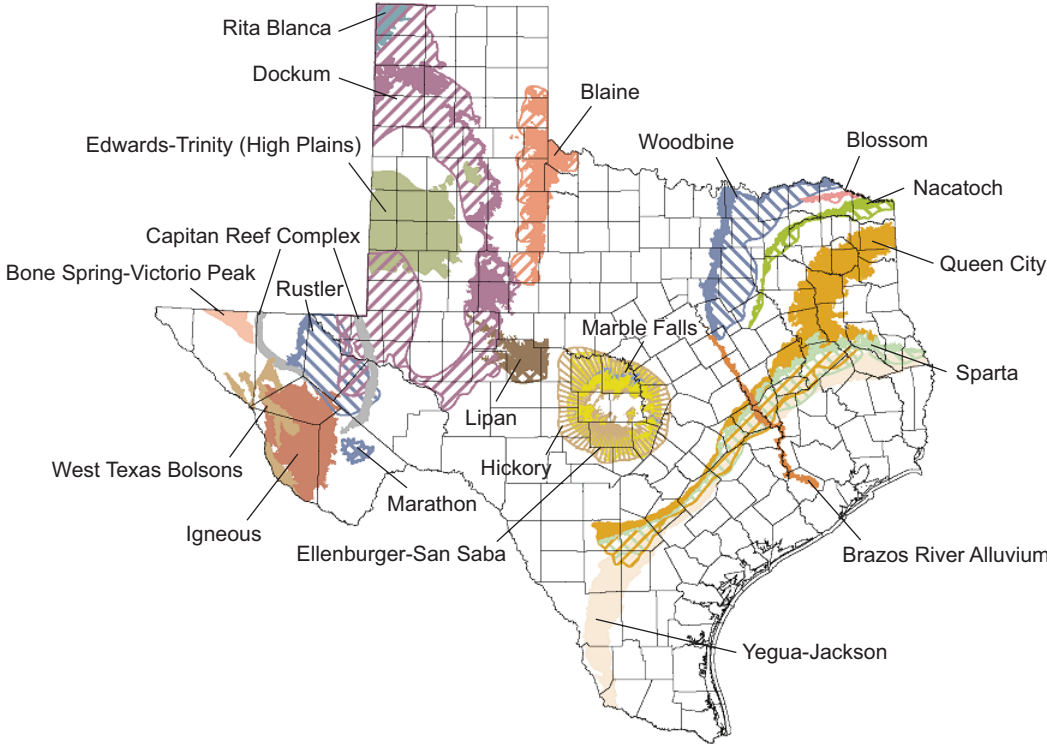 Rita Blanca
Dockum
Blaine
Woodbine
Blossom
Edwards-Trinity (High Plains)
Nacatoch
Capitan Reef Complex
Queen City
Bone Spring-Victorio Peak
Rustler
Marble Falls
Sparta
Lipan
West Texas Bolsons
Hickory
Marathon
Igneous
Ellenburger-San Saba
Brazos River Alluvium
Yegua-Jackson